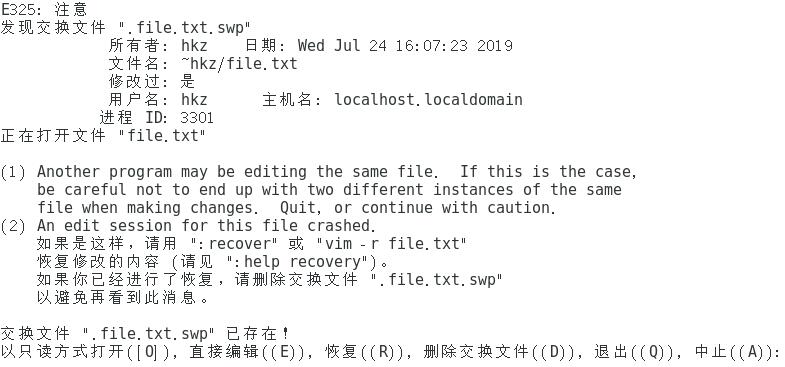 E325: 注意
发现交换文件 ".file.txt.swp"
所有者: hkz 日期: Wed Jul 24 16:07:23 2019
文件名: ~hkz/file.txt
修改过: 是
用户名: hkz 主机名: localhost.localdomain
进程 ID: 3301
正在打开文件 "file.txt"
(1) Another program may be editing the same file. If this is the case,
be careful not to end up with two different instances of the same
file when making changes. Quit, or continue with caution.
(2) An edit session for this file crashed.
如果是这样，请用 ":recover" 或 "vim -r file.txt"
恢复修改的内容 (请见 ":help recovery")。
如果你已经进行了恢复，请删除交换文件 ".file.txt.swp"
以避免再看到此消息。
交换文件 ".file.txt.swp" 已存在！
以只读方式打开([O]), 直接编辑((E)), 恢复((R)), 删除交换文件((D)), 退出((Q)), 中止((A)):